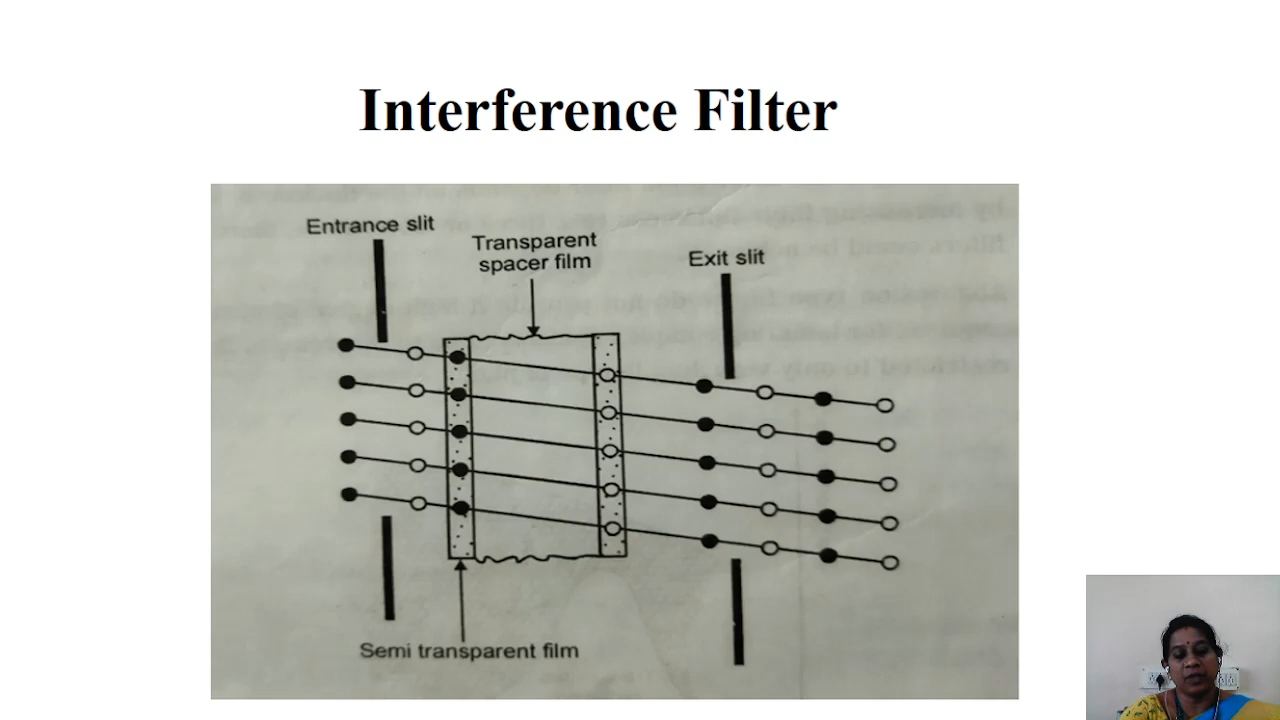 Interference Filter
Entrance slit
Transparent
spacer film
Exit slit
Semi transparent film